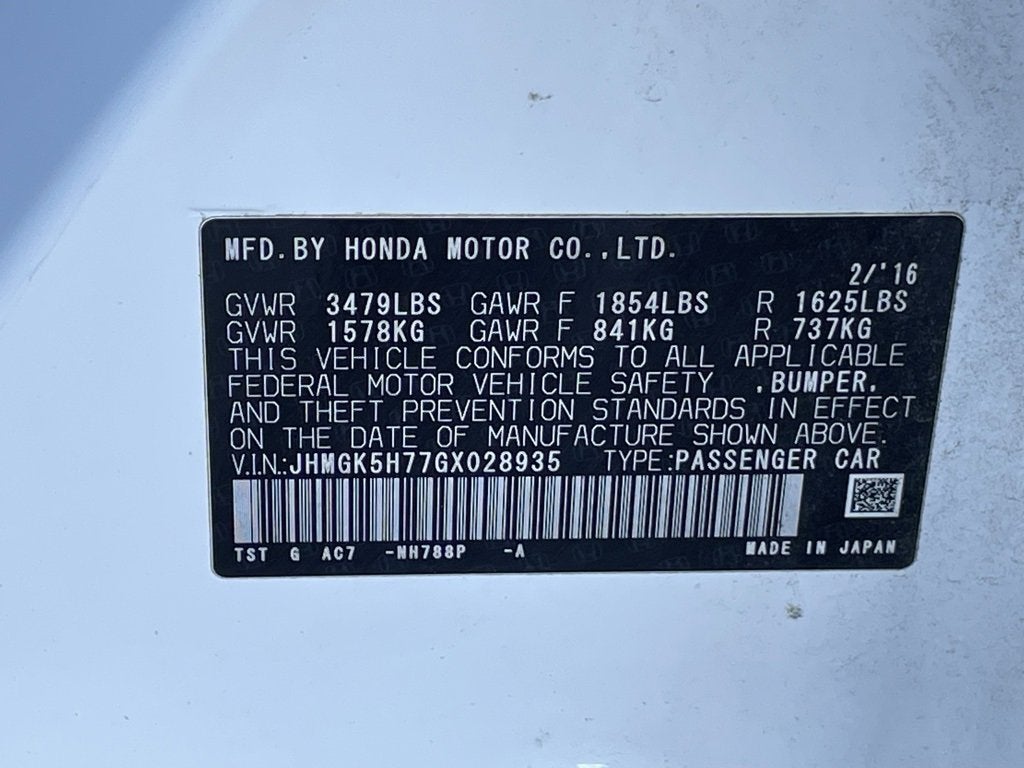 MFD.BY HONDA MOTOR CO.,LTD.
2/'16
GVWR 3479LBS GAWR F 1854LBS R 1625LBS
GVWR 1578KG GAWR F 841KG R 737KG
THIS VEHICLE CONFORMS TO ALL APPLICABLE
FEDERAL MOTOR VEHICLE SAFETY ,BUMPER,
AND THEFT PREVENTION STANDARDS IN EFFECT
ON THE DATE OF MANUFACTURE SHOWN ABOVE.
V.I.N.:JHMGK5H77GX028935 TYPE:PASSENGER CAR
TST G AC7 -NH788P -A MADE IN JAPAN